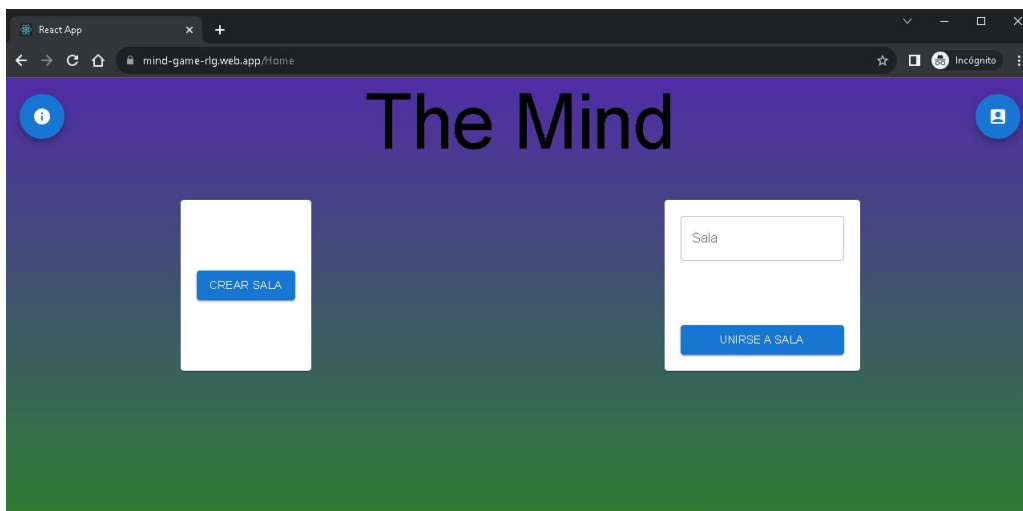 React App
mind-game-rlg.web.app/Home
Incógnito
The Mind
Sala
CREAR SALA
UNIRSE A SALA